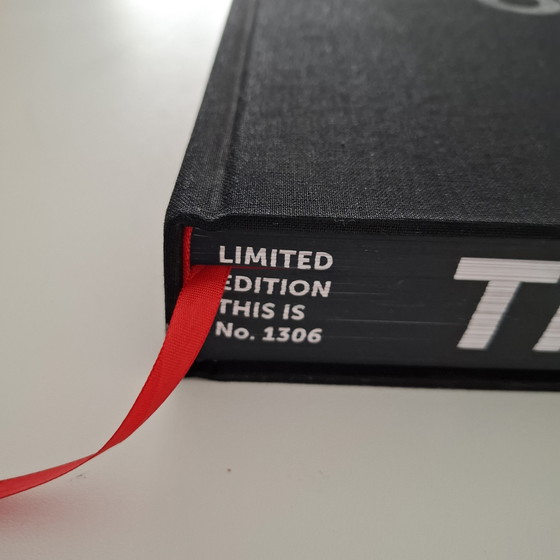 LIMITED
EDITION
THIS IS
No. 1306